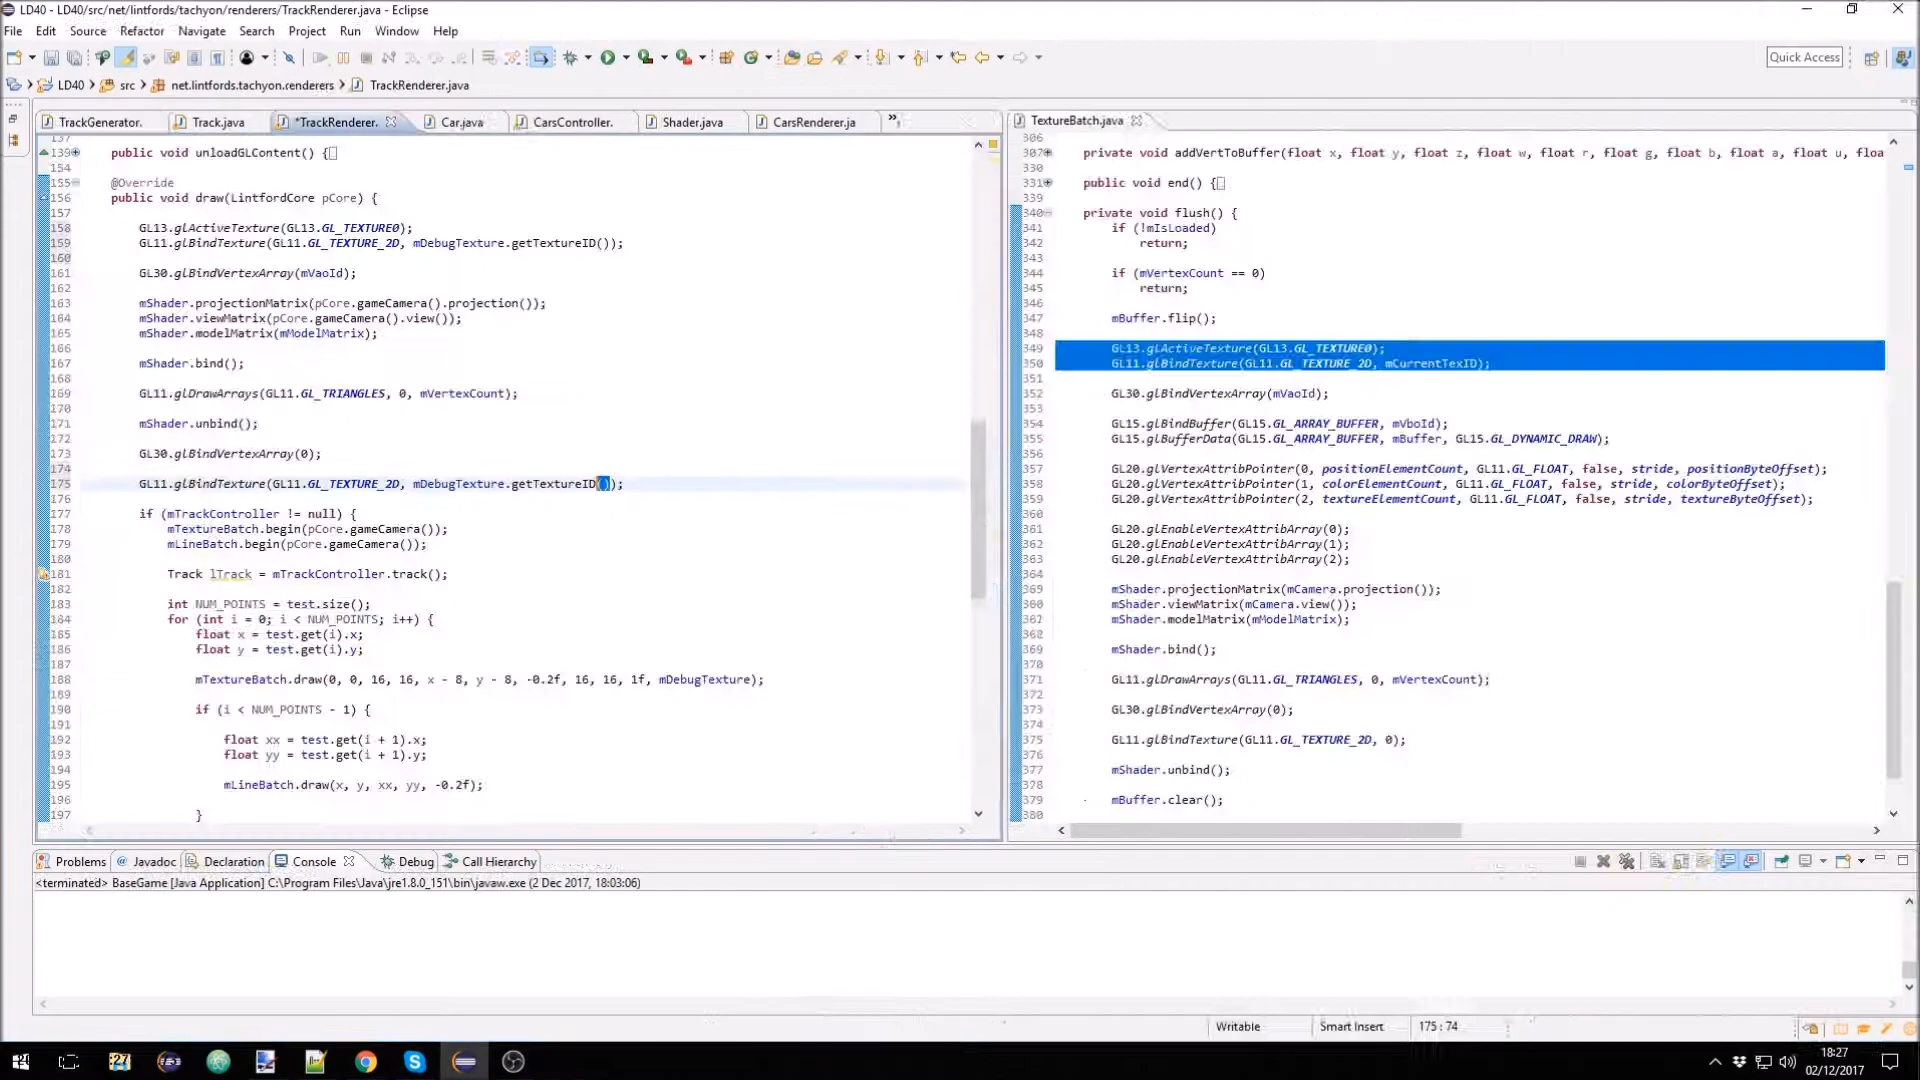 LD40 - LD40/src/net/lintfords/tachyon/renderers/TrackRenderer.java - Eclipse
File Edit Source Refactor Navigate Search Project Run Window Help
Quick Access
LD40 src net.lintfords.tachyon.renderers TrackRenderer.java
TrackGenerator. Track.java *TrackRenderer. Car.java CarsController. Shader.java CarsRenderer.ja
137
139 public void unloadGLContent() {
154
155 @Override
156 public void draw(LintfordCore pCore) {
157
158 GL13.glActiveTexture(GL13.GL_TEXTURE0);
159 GL11.glBindTexture(GL11.GL_TEXTURE_2D, mDebugTexture.getTextureID());
160
161 GL30.glBindVertexArray(mVaoId);
162
163 mShader.projectionMatrix(pCore.gameCamera().projection());
164 mShader.viewMatrix(pCore.gameCamera().view());
165 mShader.modelMatrix(mModelMatrix);
166
167 mShader.bind();
168
169 GL11.glDrawArrays(GL11.GL_TRIANGLES, 0, mVertexCount);
170
171 mShader.unbind();
172
173 GL30.glBindVertexArray(0);
174
175 GL11.glBindTexture(GL11.GL_TEXTURE_2D, mDebugTexture.getTextureID());
176
177 if (mTrackController != null) {
178 mTextureBatch.begin(pCore.gameCamera());
179 mLineBatch.begin(pCore.gameCamera());
180
181 Track lTrack = mTrackController.track();
182
183 int NUM_POINTS = test.size();
184 for (int i = 0; i < NUM_POINTS; i++) {
185 float x = test.get(i).x;
186 float y = test.get(i).y;
187
188 mTextureBatch.draw(0, 0, 16, 16, x - 8, y - 8, -0.2f, 16, 16, 1f, mDebugTexture);
189
190 if (i < NUM_POINTS - 1) {
191
192 float xx = test.get(i + 1).x;
193 float yy = test.get(i + 1).y;
194
195 mLineBatch.draw(x, y, xx, yy, -0.2f);
196
197 }
TextureBatch.java
306
307 private void addVertToBuffer(float x, float y, float z, float w, float r, float g, float b, float a, float u, floa
330
331 public void end() {
339
340 private void flush() {
341 if (!mIsLoaded)
342 return;
343
344 if (mVertexCount == 0)
345 return;
346
347 mBuffer.flip();
348
349 GL13.glActiveTexture(GL13.GL_TEXTURE0);
350 GL11.glBindTexture(GL11.GL_TEXTURE_2D, mCurrentTexID);
351
352 GL30.glBindVertexArray(mVaoId);
353
354 GL15.glBindBuffer(GL15.GL_ARRAY_BUFFER, mVboId);
355 GL15.glBufferData(GL15.GL_ARRAY_BUFFER, mBuffer, GL15.GL_DYNAMIC_DRAW);
356
357 GL20.glVertexAttribPointer(0, positionElementCount, GL11.GL_FLOAT, false, stride, positionByteOffset);
358 GL20.glVertexAttribPointer(1, colorElementCount, GL11.GL_FLOAT, false, stride, colorByteOffset);
359 GL20.glVertexAttribPointer(2, textureElementCount, GL11.GL_FLOAT, false, stride, textureByteOffset);
360
361 GL20.glEnableVertexAttribArray(0);
362 GL20.glEnableVertexAttribArray(1);
363 GL20.glEnableVertexAttribArray(2);
364
mShader.projectionMatrix(mCamera.projection());
mShader.viewMatrix(mCamera.view());
mShader.modelMatrix(mModelMatrix);
369 mShader.bind();
370
371 GL11.glDrawArrays(GL11.GL_TRIANGLES, 0, mVertexCount);
372
373 GL30.glBindVertexArray(0);
374
375 GL11.glBindTexture(GL11.GL_TEXTURE_2D, 0);
376
377 mShader.unbind();
378
379 mBuffer.clear();
380
Problems Javadoc Declaration Console Debug Call Hierarchy
<terminated> BaseGame [Java Application] C:\Program Files\Java\jre1.8.0_151\bin\javaw.exe (2 Dec 2017, 18:03:06)
Writable Smart Insert 175 : 74
27
18:27
02/12/2017